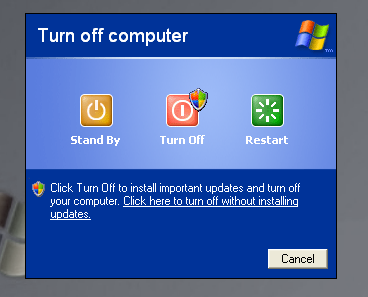 Turn off computer
Stand By
Turn Off
Restart
Click Turn Off to install important updates and turn off
your computer. Click here to turn off without installing
updates.
Cancel